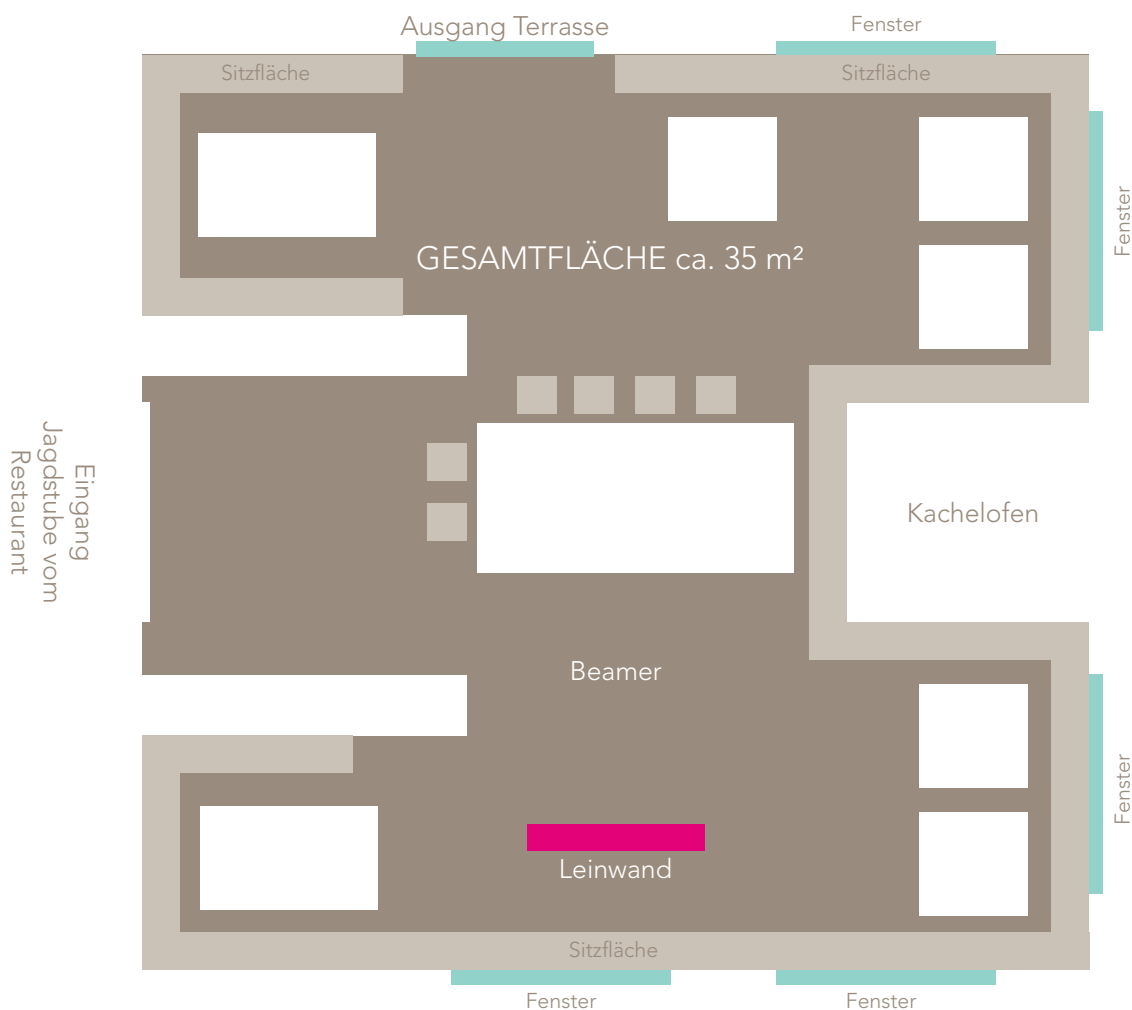 Ausgang Terrasse
Fenster
Sitzfläche
Sitzfläche
Fenster
GESAMTFLÄCHE ca. 35 m²
Eingang
Jagdstube vom
Restaurant
Kachelofen
Beamer
Fenster
Leinwand
Sitzfläche
Fenster
Fenster